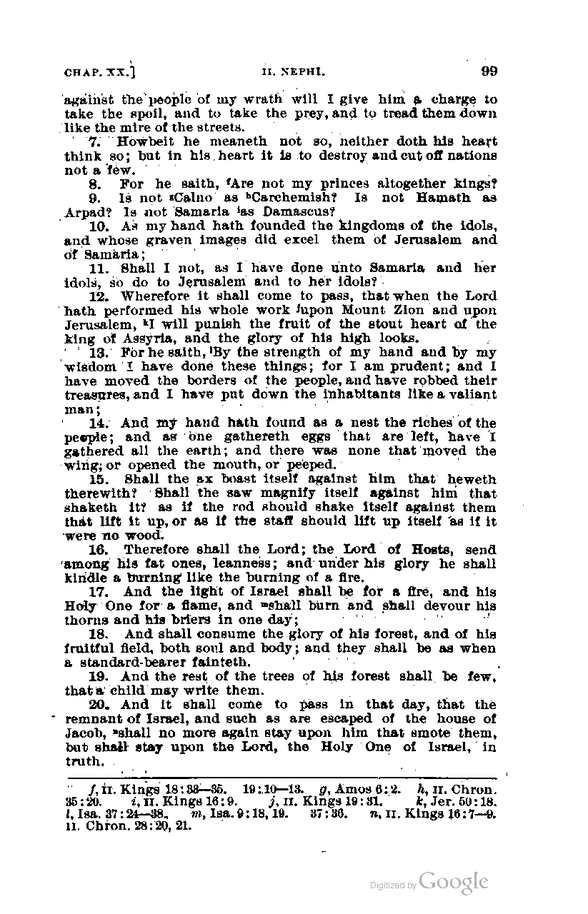 CHAP. XX.] II. NEPHI. 99
against the people of my wrath will I give him a charge to
take the spoil, and to take the prey, and to tread them down
like the mire of the streets.
7. Howbeit he meaneth not so, neither doth his heart
think so; but in his heart it is to destroy and cut off nations
not a few.
8. For he saith, fAre not my princes altogether kings?
9. Is not gCalno as hCarchemish? Is not Hamath as
Arpad? Is not Samaria ias Damascus?
10. As my hand hath founded the kingdoms of the idols,
and whose graven images did excel them of Jerusalem and
of Samaria;
11. Shall I not, as I have done unto Samaria and her
idols, so do to Jerusalem and to her idols?
12. Wherefore it shall come to pass, that when the Lord
hath performed his whole work jupon Mount Zion and upon
Jerusalem, kI will punish the fruit of the stout heart of the
king of Assyria, and the glory of his high looks.
13. For he saith, lBy the strength of my hand and by my
wisdom I have done these things; for I am prudent; and I
have moved the borders of the people, and have robbed their
treasures, and I have put down the inhabitants like a valiant
man;
14. And my hand hath found as a nest the riches of the
people; and as one gathereth eggs that are left, have I
gathered all the earth; and there was none that moved the
wing, or opened the mouth, or peeped.
15. Shall the ax boast itself against him that heweth
therewith? Shall the saw magnify itself against him that
shaketh it? as if the rod should shake itself against them
that lift it up, or as if the staff should lift up itself as if it
were no wood.
16. Therefore shall the Lord, the Lord of Hosts, send
among his fat ones, leanness; and under his glory he shall
kindle a burning like the burning of a fire.
17. And the light of Israel shall be for a fire, and his
Holy One for a flame, and mshall burn and shall devour his
thorns and his briers in one day;
18. And shall consume the glory of his forest, and of his
fruitful field, both soul and body; and they shall be as when
a standard-bearer fainteth.
19. And the rest of the trees of his forest shall be few,
that a child may write them.
20. And it shall come to pass in that day, that the
remnant of Israel, and such as are escaped of the house of
Jacob, nshall no more again stay upon him that smote them,
but shall stay upon the Lord, the Holy One of Israel, in
truth.
f, II. Kings 18:33—35. 19:10—13. g, Amos 6:2. h, II. Chron.
35:20. i, II. Kings 16:9. j, II. Kings 19:31. k, Jer. 50:18.
l, Isa. 37:24—38. m, Isa. 9:18, 19. 37:36. n, II. Kings 16:7—9.
II. Chron. 28:20, 21.
Digitized by Google